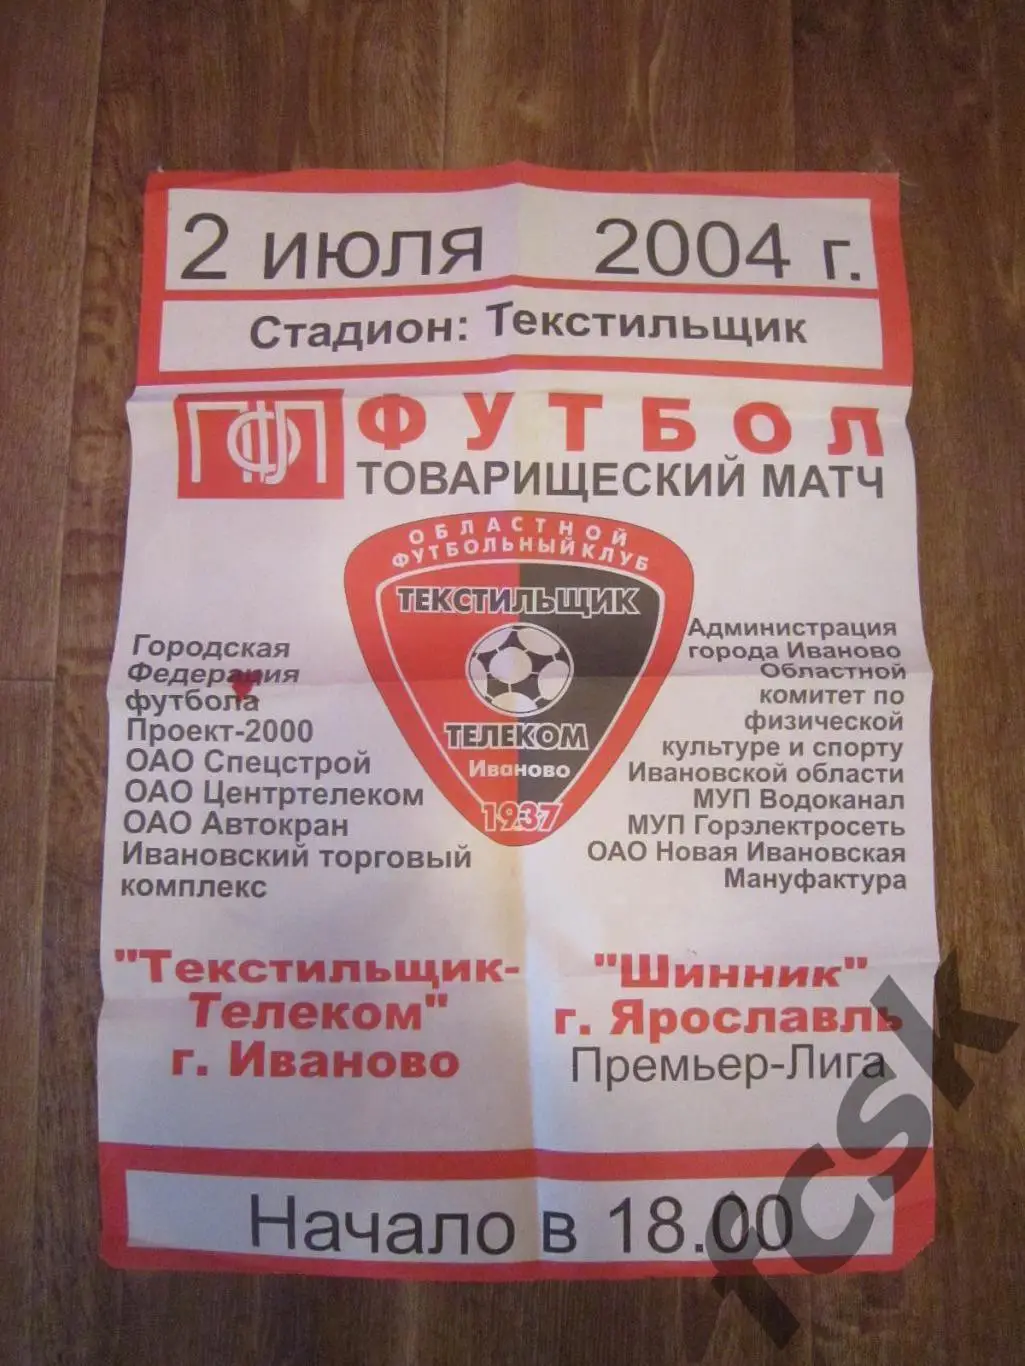 2 июля 2004 г.
Стадион: Текстильщик
ПФЛ
ФУТБОЛ
ТОВАРИЩЕСКИЙ МАТЧ
ОБЛАСТНОЙ
ФУТБОЛЬНЫЙ КЛУБ
ТЕКСТИЛЬЩИК
ТЕЛЕКОМ
Иваново
1937
Городская
Федерация
футбола
Проект-2000
ОАО Спецстрой
ОАО Центртелеком
ОАО Автокран
Ивановский торговый
комплекс
Администрация
города Иваново
Областной
комитет по
физической
культуре и спорту
Ивановской области
МУП Водоканал
МУП Горэлектросеть
ОАО Новая Ивановская
Мануфактура
"Текстильщик-
Телеком"
г. Иваново
"Шинник"
г. Ярославль
Премьер-Лига
Начало в 18.00
rcsk